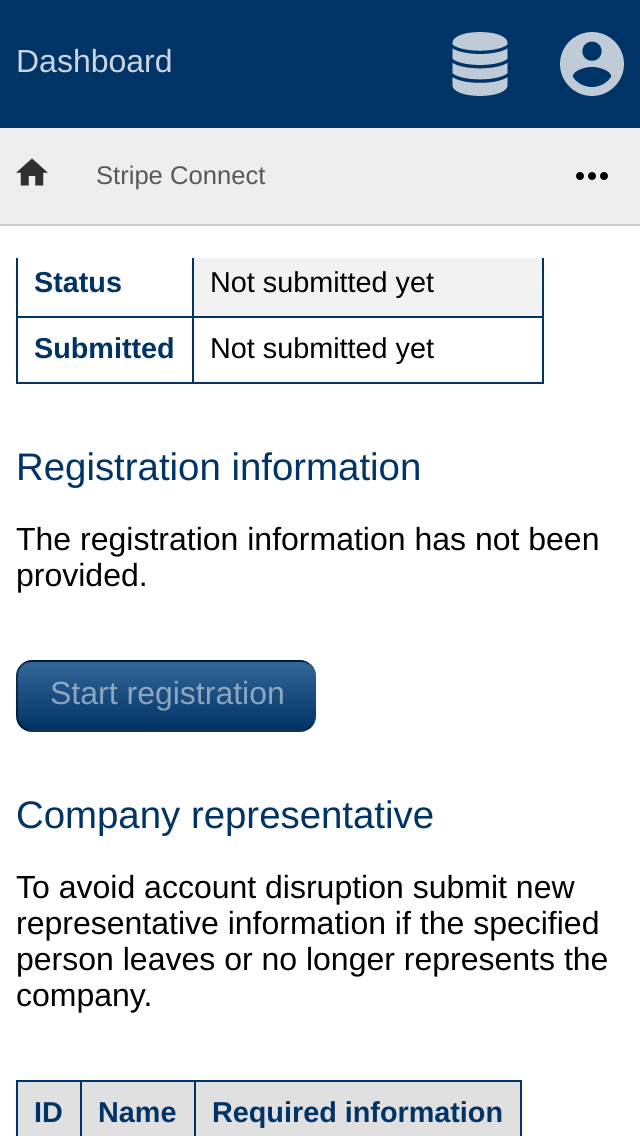 Dashboard
Stripe Connect
Status Not submitted yet
Submitted Not submitted yet
Registration information
The registration information has not been
provided.
Start registration
Company representative
To avoid account disruption submit new
representative information if the specified
person leaves or no longer represents the
company.
ID Name Required information